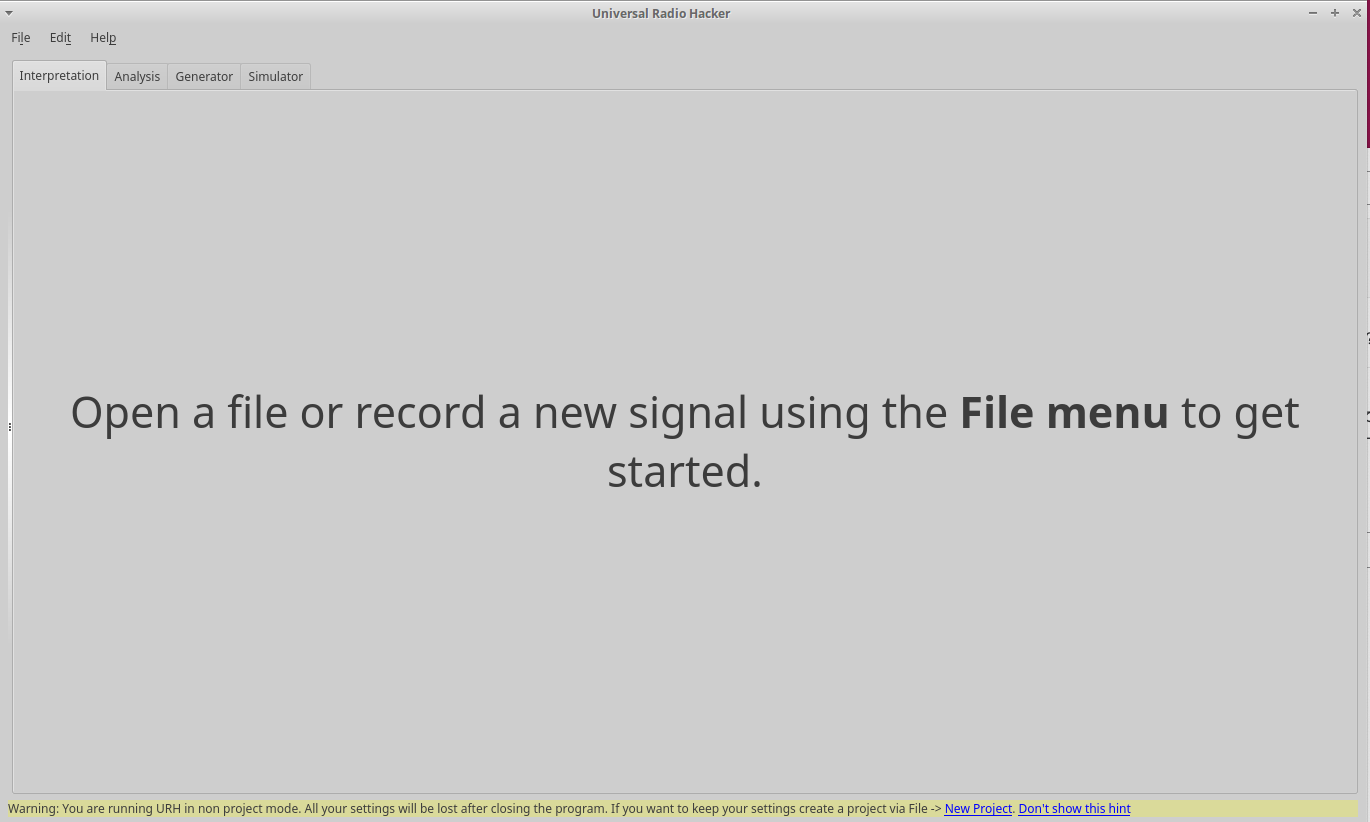 Universal Radio Hacker
File Edit Help
Interpretation Analysis Generator Simulator
Open a file or record a new signal using the File menu to get
started.
Warning: You are running URH in non project mode. All your settings will be lost after closing the program. If you want to keep your settings create a project via File -> New Project. Don't show this hint